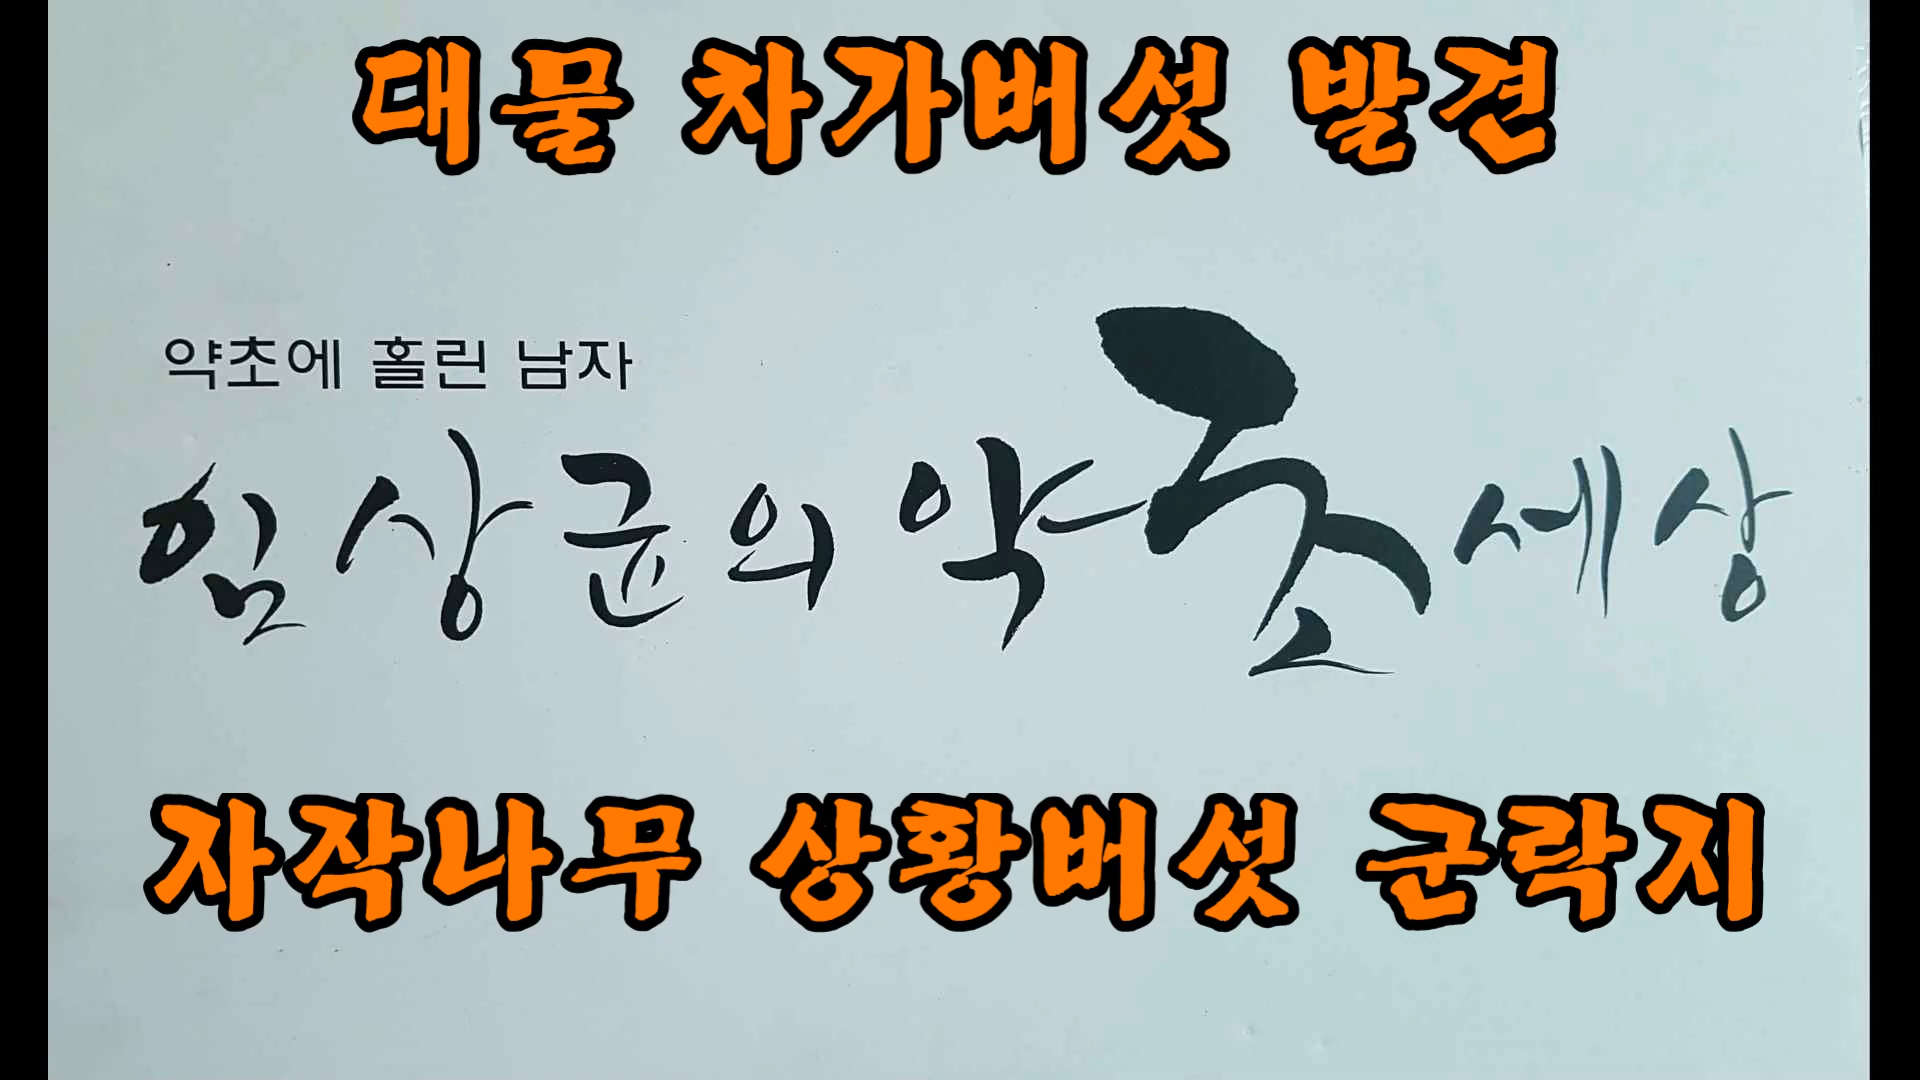 대물 차가버섯 발견
약초에 홀린 남자
임상균의 약초세상
자작나무 상황버섯 군락지